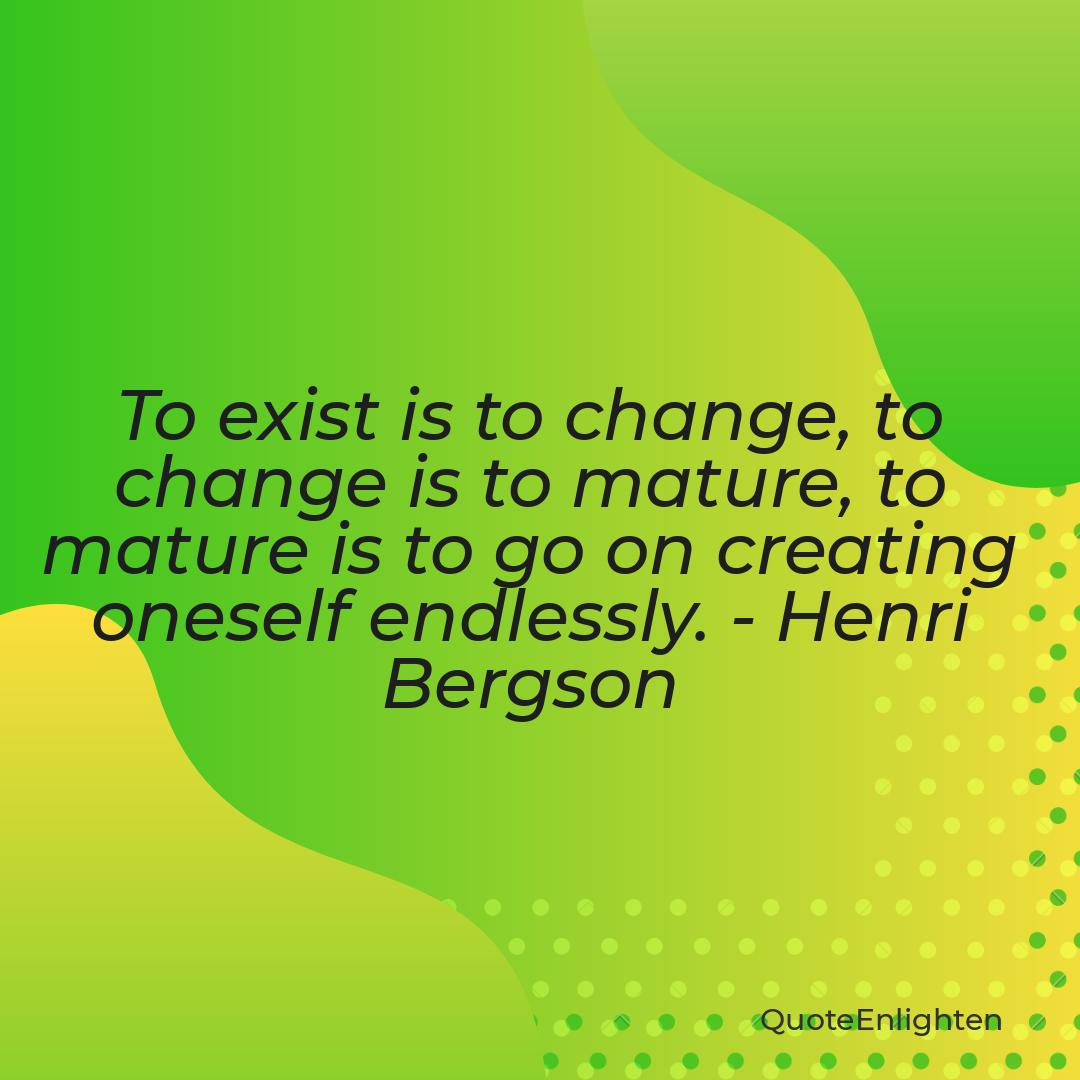 To exist is to change, to
change is to mature, to
mature is to go on creating
oneself endlessly. - Henri
Bergson
QuoteEnlighten